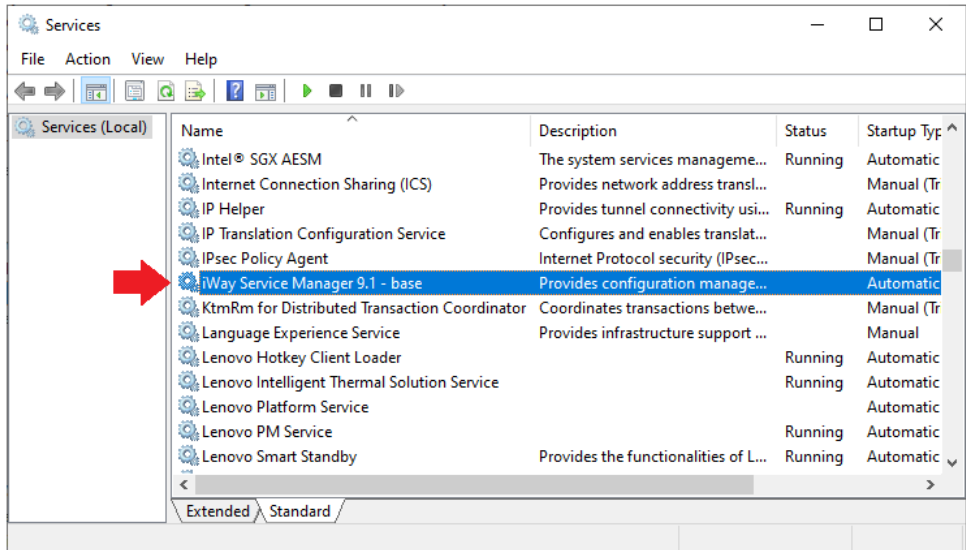 Services
File Action View Help
Services (Local)
Name Description Status Startup Typ
Intel® SGX AESM The system services manageme... Running Automatic
Internet Connection Sharing (ICS) Provides network address transl... Manual (Tr
IP Helper Provides tunnel connectivity usi... Running Automatic
IP Translation Configuration Service Configures and enables translat... Manual (Tr
IPsec Policy Agent Internet Protocol security (IPsec... Manual (Tr
iWay Service Manager 9.1 - base Provides configuration manage... Automatic
KtmRm for Distributed Transaction Coordinator Coordinates transactions betwe... Manual (Tr
Language Experience Service Provides infrastructure support ... Manual
Lenovo Hotkey Client Loader Running Automatic
Lenovo Intelligent Thermal Solution Service Running Automatic
Lenovo Platform Service Automatic
Lenovo PM Service Running Automatic
Lenovo Smart Standby Provides the functionalities of L... Running Automatic
Extended Standard